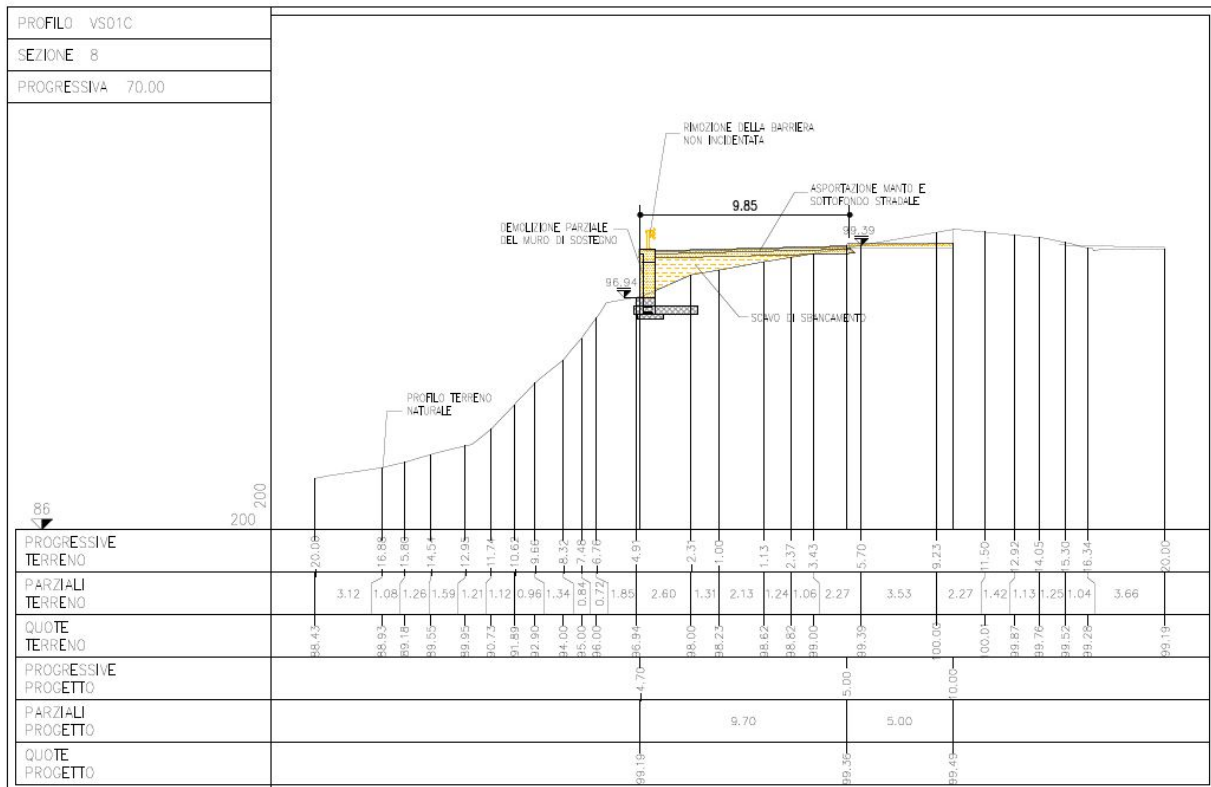 PROFILO VS01C
SEZIONE 8
PROGRESSIVA 70.00
RIMOZIONE DELLA BARRIERA
NON INCIDENTATA
ASPORTAZIONE MANTO E
SOTTOFONDO STRADALE
9.85
DEMOLIZIONE PARZIALE
DEL MURO DI SOSTEGNO
99.39
96.94
SCAVO DI SBANCAMENTO
PROFILO TERRENO
NATURALE
200
86
200
PROGRESSIVE
TERRENO
20.00 16.88 15.80 14.54 12.95 11.74 10.62 9.66 8.32 7.48 6.76 4.91 2.31 1.00 1.13 2.37 3.43 5.70 9.23 11.50 12.92 14.05 15.30 16.34 20.00
PARZIALI
TERRENO
3.12 1.08 1.26 1.59 1.21 1.12 0.96 1.34 0.84 0.72 1.85 2.60 1.31 2.13 1.24 1.06 2.27 3.53 2.27 1.42 1.13 1.25 1.04 3.66
QUOTE
TERRENO
88.43 88.93 89.18 89.55 89.95 90.73 91.89 92.90 94.00 95.00 96.00 96.94 98.00 98.23 98.62 98.82 99.00 99.39 100.00 100.01 99.87 99.76 99.52 99.28 99.19
PROGRESSIVE
PROGETTO
4.70 5.00 10.00
PARZIALI
PROGETTO
9.70 5.00
QUOTE
PROGETTO
99.19 99.36 99.49